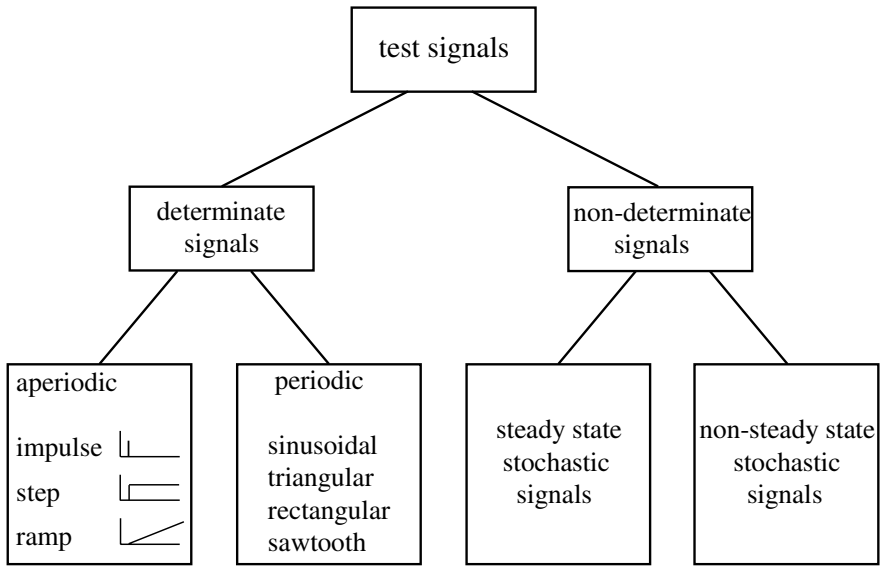 test signals
determinate
signals
non-determinate
signals
aperiodic
impulse
step
ramp
periodic
sinusoidal
triangular
rectangular
sawtooth
steady state
stochastic
signals
non-steady state
stochastic
signals